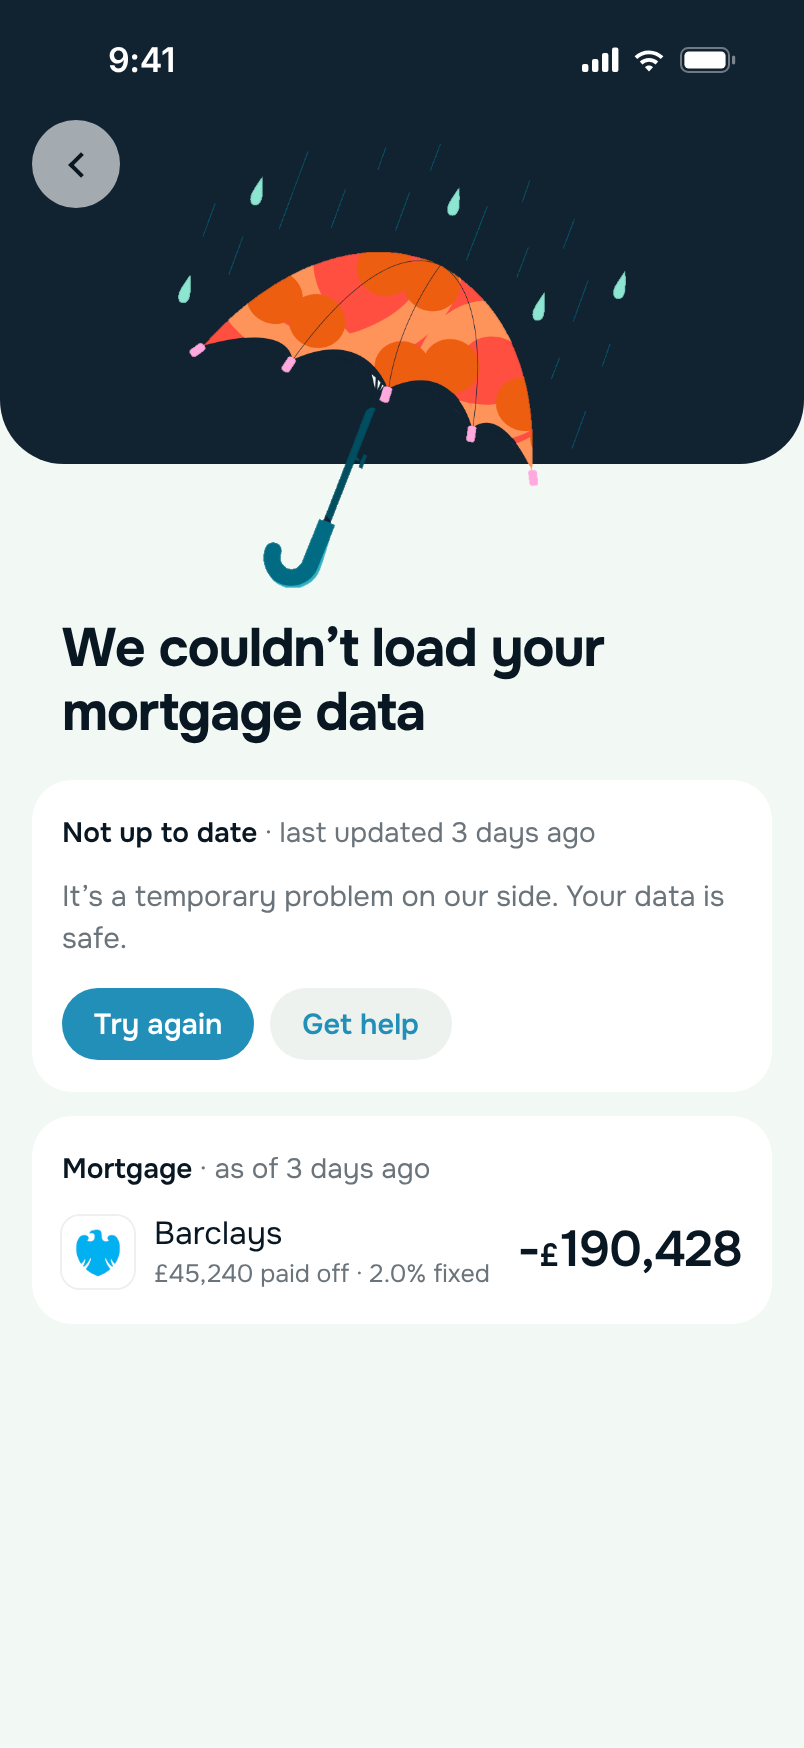 9:41
We couldn’t load your
mortgage data
Not up to date · last updated 3 days ago
It’s a temporary problem on our side. Your data is
safe.
Try again
Get help
Mortgage · as of 3 days ago
Barclays
-£190,428
£45,240 paid off · 2.0% fixed